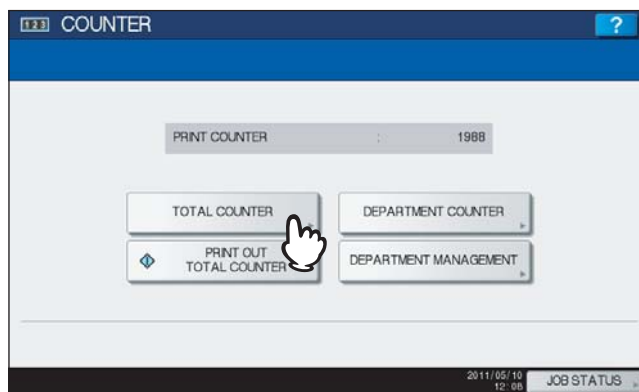 123 COUNTER ?
PRINT COUNTER : 1988
TOTAL COUNTER
DEPARTMENT COUNTER
PRINT OUT
TOTAL COUNTER
DEPARTMENT MANAGEMENT
2011/05/10
12:08
JOB STATUS